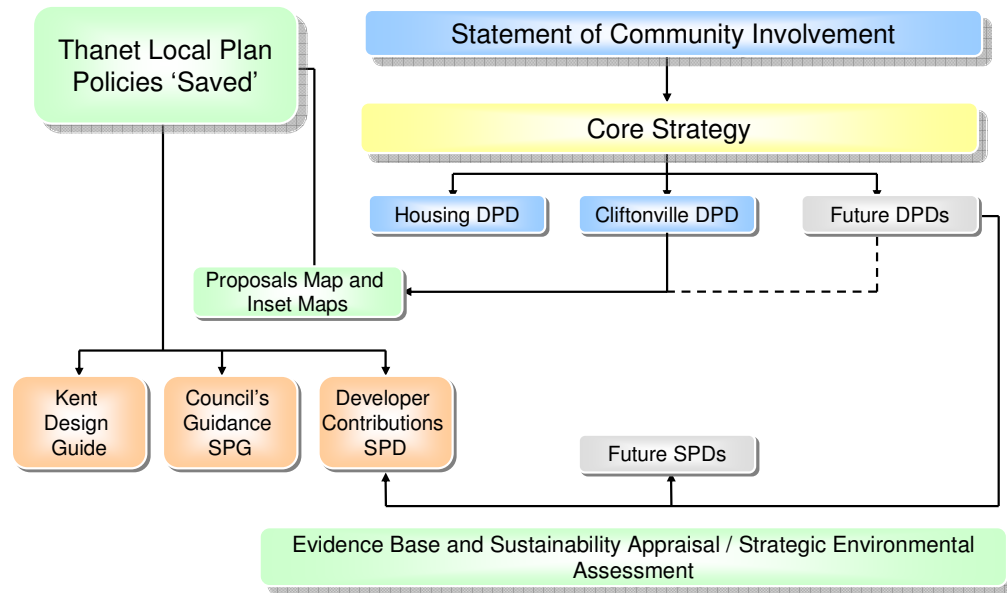 Thanet Local Plan
Policies ‘Saved’
Statement of Community Involvement
Core Strategy
Housing DPD
Cliftonville DPD
Future DPDs
Proposals Map and
Inset Maps
Kent
Design
Guide
Council’s
Guidance
SPG
Developer
Contributions
SPD
Future SPDs
Evidence Base and Sustainability Appraisal / Strategic Environmental
Assessment